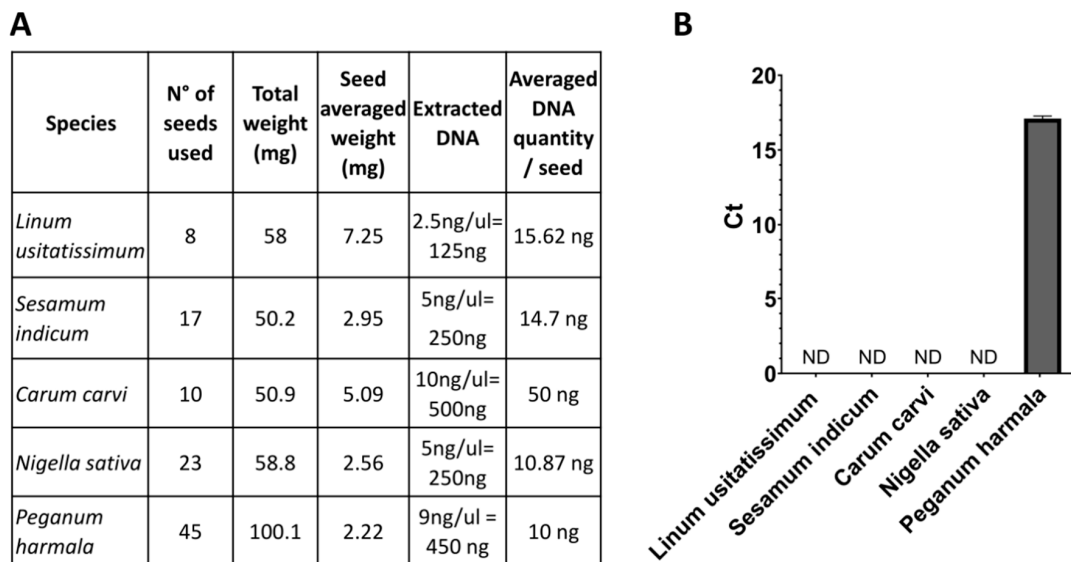 A
Species
N° of
seeds
used
Total
weight
(mg)
Seed
averaged
weight
(mg)
Extracted
DNA
Averaged
DNA
quantity
/ seed
Linum
usitatissimum
8
58
7.25
2.5ng/ul=
125ng
15.62 ng
Sesamum
indicum
17
50.2
2.95
5ng/ul=
250ng
14.7 ng
Carum carvi
10
50.9
5.09
10ng/ul=
500ng
50 ng
Nigella sativa
23
58.8
2.56
5ng/ul=
250ng
10.87 ng
Peganum
harmala
45
100.1
2.22
9ng/ul =
450 ng
10 ng
B
Ct
20
15
10
5
0
ND
ND
ND
ND
Linum usitatissimum
Sesamum indicum
Carum carvi
Nigella sativa
Peganum harmala